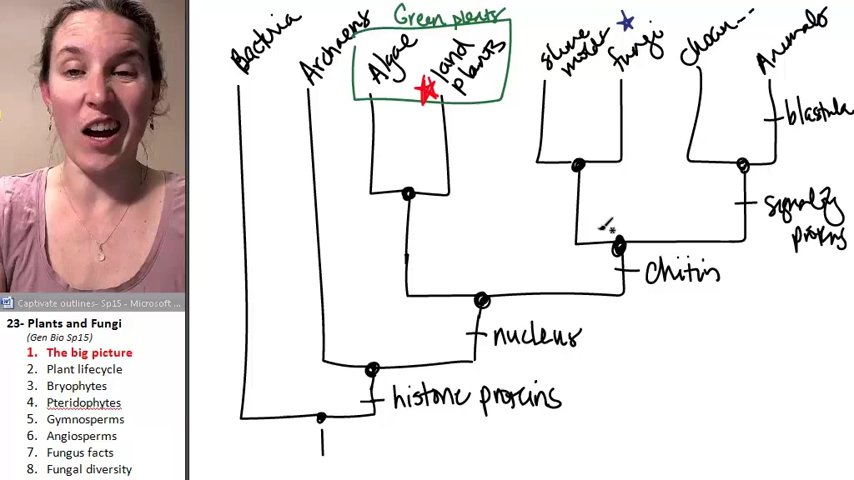 Bacteria
Archaens
Green plants
Algae
land
plants
slime
molds
fungi
choan--
Animals
blastula
signaling
proteins
chitin
nucleus
histone proteins
Captivate outlines- Sp15 - Microsoft ...
23- Plants and Fungi
(Gen Bio Sp15)
1. The big picture
2. Plant lifecycle
3. Bryophytes
4. Pteridophytes
5. Gymnosperms
6. Angiosperms
7. Fungus facts
8. Fungal diversity